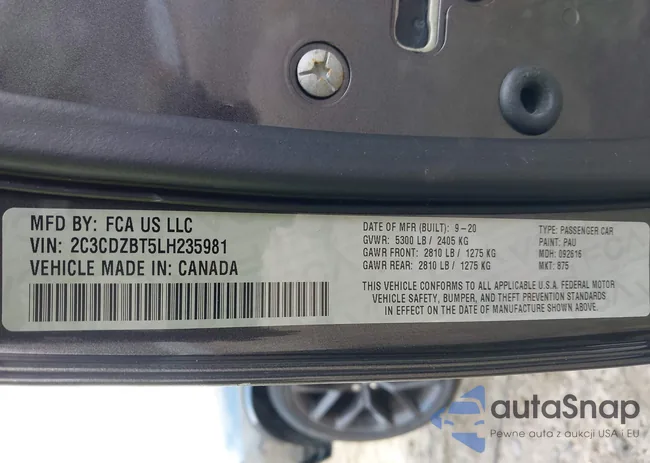 MFD BY: FCA US LLC
VIN: 2C3CDZBT5LH235981
VEHICLE MADE IN: CANADA
DATE OF MFR (BUILT): 9-20
GVWR: 5300 LB / 2405 KG
GAWR FRONT: 2810 LB / 1275 KG
GAWR REAR: 2810 LB / 1275 KG
TYPE: PASSENGER CAR
PAINT: PAU
MDH: 092616
MKT: 875
THIS VEHICLE CONFORMS TO ALL APPLICABLE U.S.A. FEDERAL MOTOR
VEHICLE SAFETY, BUMPER, AND THEFT PREVENTION STANDARDS
IN EFFECT ON THE DATE OF MANUFACTURE SHOWN ABOVE.
autaSnap
Pewne auta z aukcji USA i EU